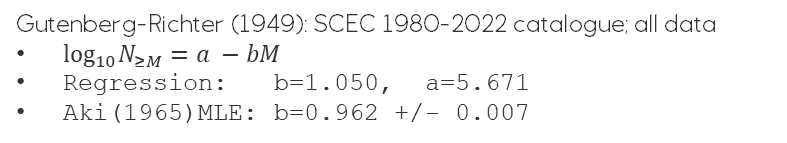 Gutenberg-Richter (1949): SCEC 1980-2022 catalogue; all data
• log₁₀ N≥M = a − bM
• Regression: b=1.050, a=5.671
• Aki(1965)MLE: b=0.962 +/- 0.007